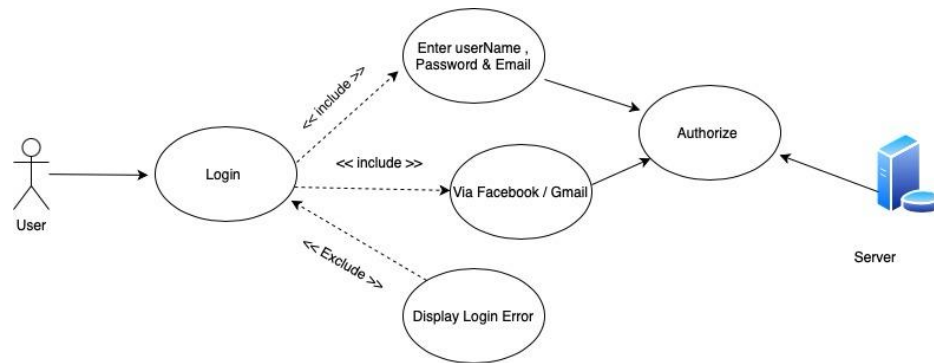 Enter userName ,
Password & Email
<< include >>
Authorize
Login
<< include >>
Via Facebook / Gmail
User
<< Exclude >>
Server
Display Login Error